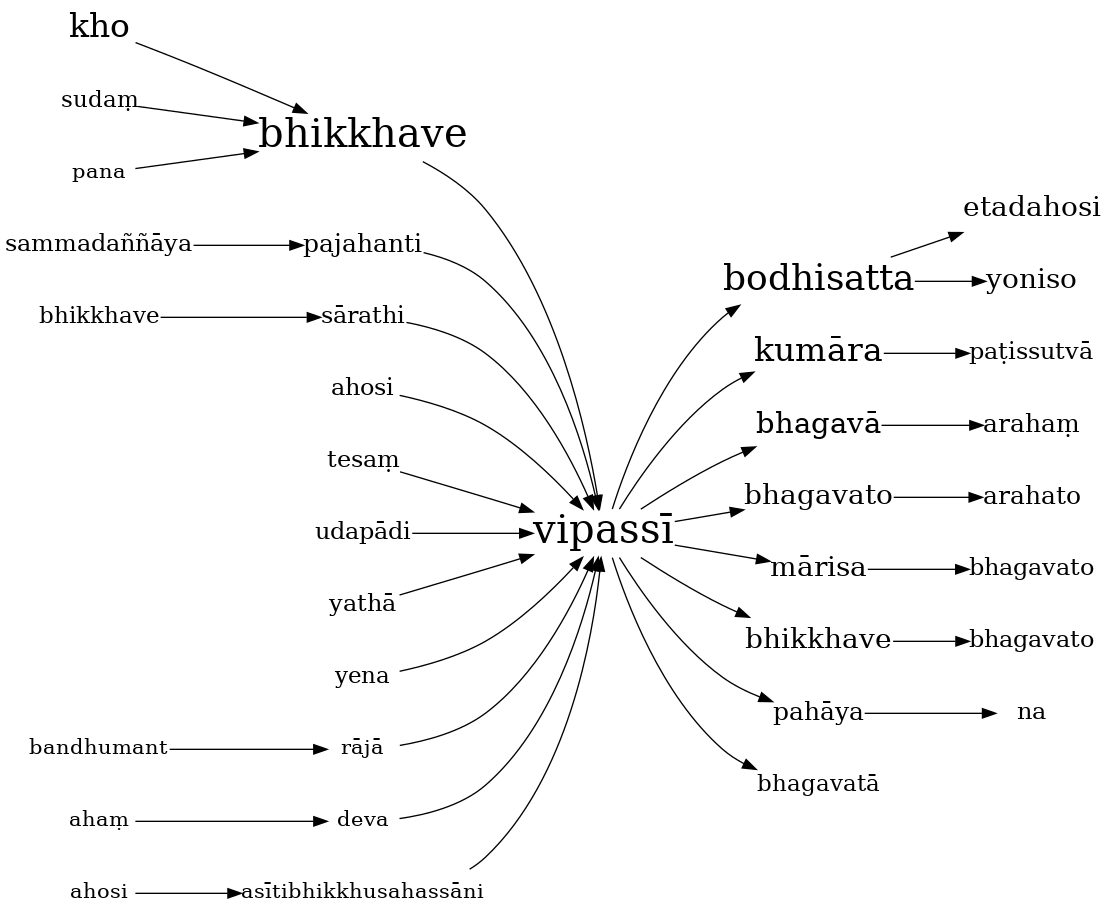 kho
sudaṃ
bhikkhave
pana
etadahosi
sammadaññāya pajahanti
bodhisatta yoniso
bhikkhave sārathi
kumāra paṭissutvā
ahosi
bhagavā arahaṃ
tesaṃ
bhagavato arahato
udapādi vipassī
mārisa bhagavato
yathā
bhikkhave bhagavato
yena
pahāya na
bandhumant rājā
bhagavatā
ahaṃ deva
ahosi asītibhikkhusahassāni